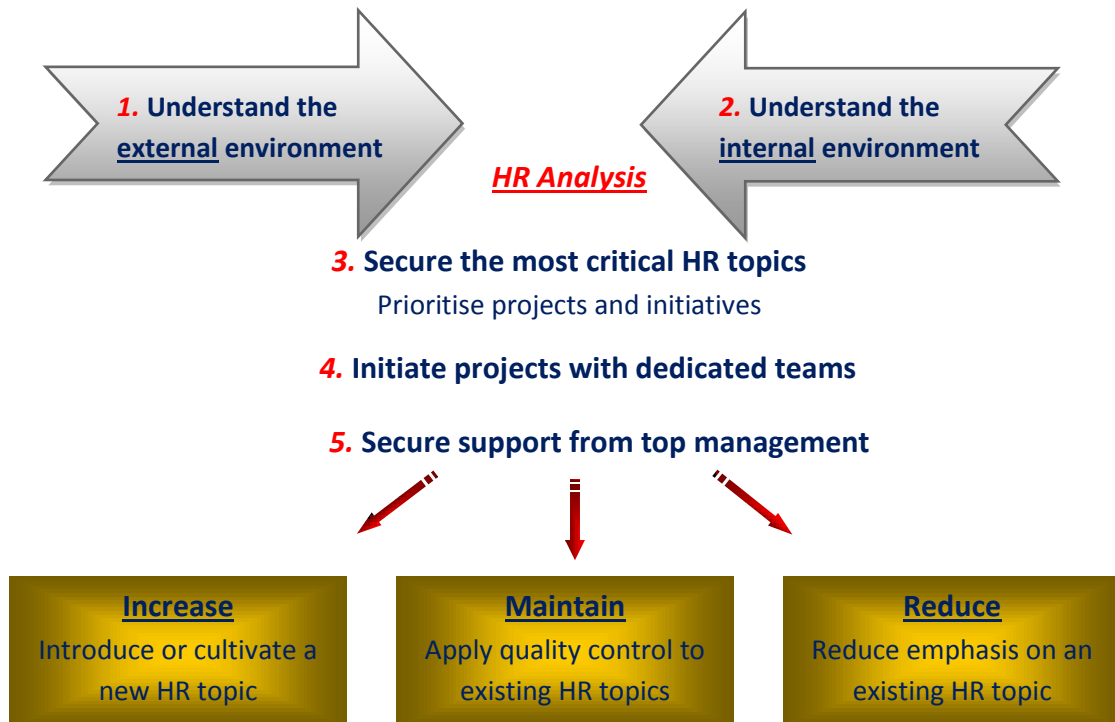 1. Understand the
external environment
2. Understand the
internal environment
HR Analysis
3. Secure the most critical HR topics
Prioritise projects and initiatives
4. Initiate projects with dedicated teams
5. Secure support from top management
Increase
Introduce or cultivate a
new HR topic
Maintain
Apply quality control to
existing HR topics
Reduce
Reduce emphasis on an
existing HR topic